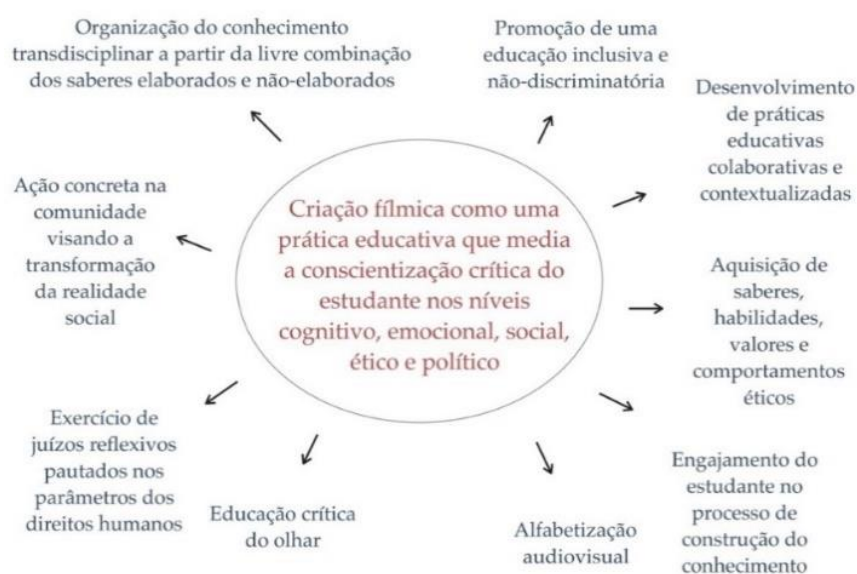 Organização do conhecimento
transdisciplinar a partir da livre combinação
dos saberes elaborados e não-elaborados
Promoção de uma
educação inclusiva e
não-discriminatória
Desenvolvimento
de práticas
educativas
colaborativas e
contextualizadas
Ação concreta na
comunidade
visando a
transformação
da realidade
social
Criação fílmica como uma
prática educativa que media
a conscientização crítica do
estudante nos níveis
cognitivo, emocional, social,
ético e político
Aquisição de
saberes,
habilidades,
valores e
comportamentos
éticos
Exercício de
juízos reflexivos
pautados nos
parâmetros dos
direitos humanos
Educação crítica
do olhar
Alfabetização
audiovisual
Engajamento do
estudante no
processo de
construção do
conhecimento